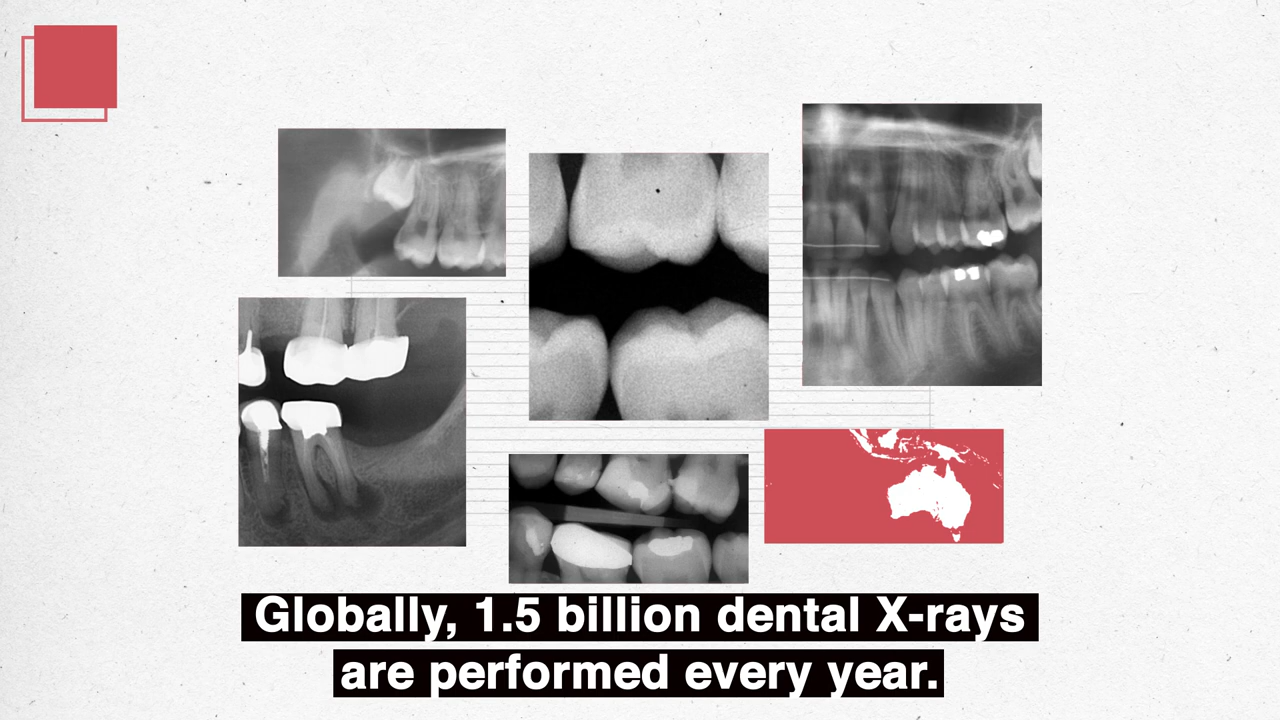 Globally, 1.5 billion dental X-rays
are performed every year.